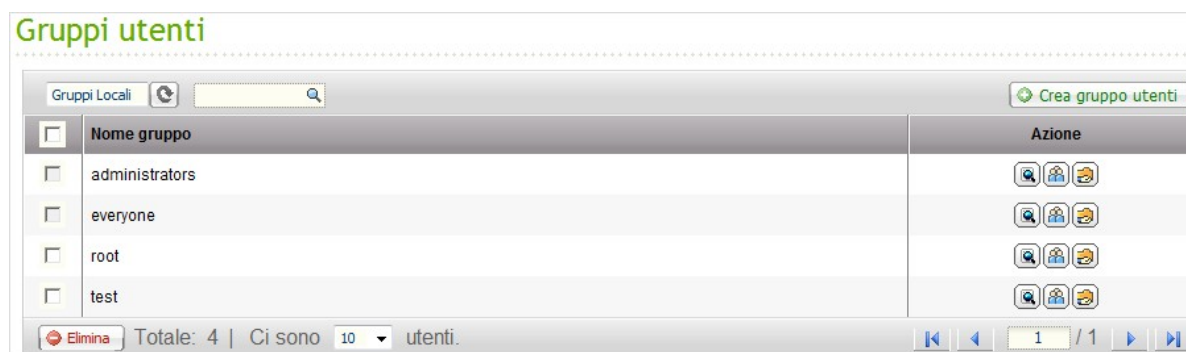 Gruppi utenti
Gruppi Locali Crea gruppo utenti
Nome gruppo Azione
administrators
everyone
root
test
Elimina Totale: 4 | Ci sono 10 utenti. 1 / 1